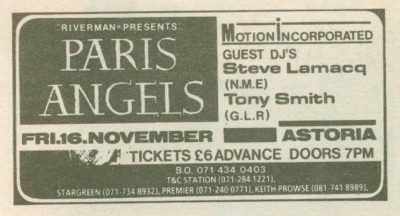 "RIVERMAN" PRESENTS"
PARIS
ANGELS
MOTION INCORPORATED
GUEST DJ'S
Steve Lamacq
(N.M.E)
Tony Smith
(G.L.R)
FRI.16.NOVEMBER
ASTORIA
TICKETS £6 ADVANCE DOORS 7PM
B.O. 071 434 0403
T&C STATION (071-284 1221),
STARGREEN (071-734 8932), PREMIER (071-240 0771), KEITH PROWSE (081-741 8989),